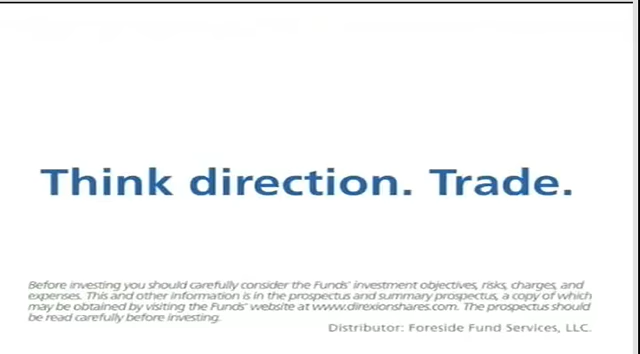 Think direction. Trade.
Before investing you should carefully consider the Funds' investment objectives, risks, charges, and
expenses. This and other information is in the prospectus and summary prospectus, a copy of which
may be obtained by visiting the Funds' website at www.direxionshares.com. The prospectus should
be read carefully before investing.
Distributor: Foreside Fund Services, LLC.